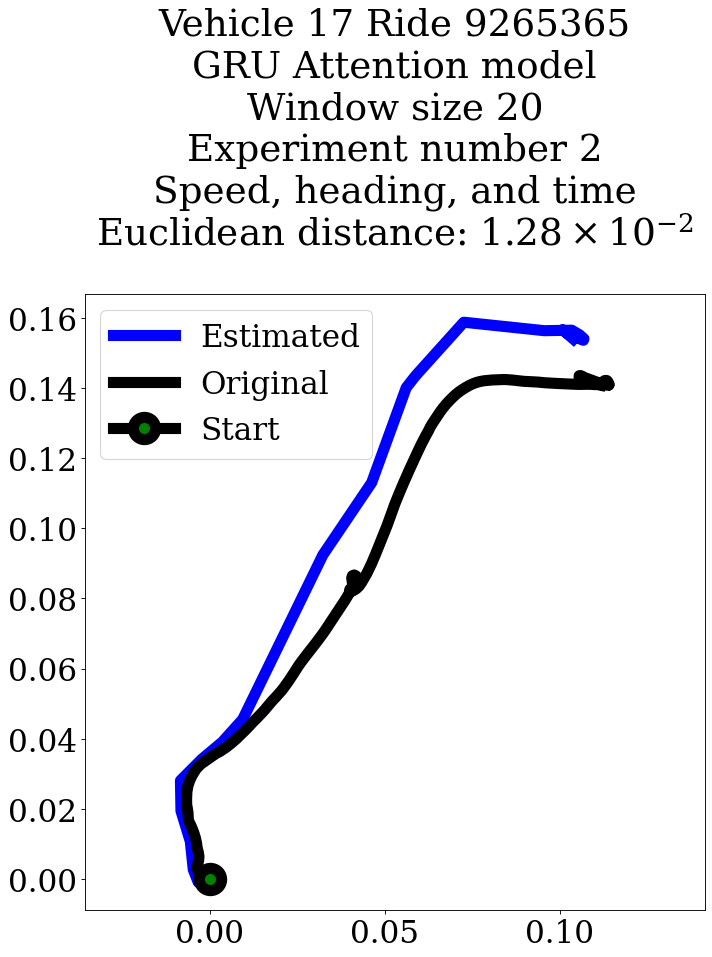 Vehicle 17 Ride 9265365
GRU Attention model
Window size 20
Experiment number 2
Speed, heading, and time
Euclidean distance: 1.28 × 10⁻²
Estimated
Original
Start
0.16
0.14
0.12
0.10
0.08
0.06
0.04
0.02
0.00
0.00 0.05 0.10